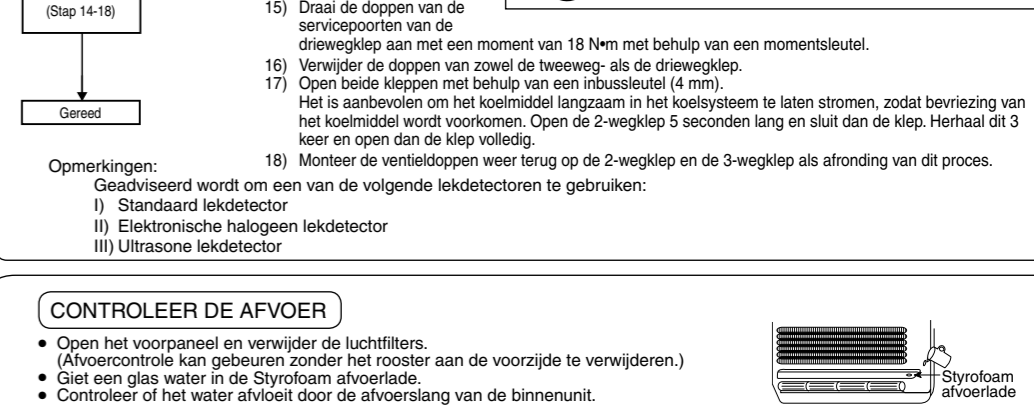 (Stap 14-18)
Gereed
15) Draai de doppen van de
servicepoorten van de
driewegklep aan met een moment van 18 N•m met behulp van een momentsleutel.
16) Verwijder de doppen van zowel de tweeweg- als de driewegklep.
17) Open beide kleppen met behulp van een inbussleutel (4 mm).
Het is aanbevolen om het koelmiddel langzaam in het koelsysteem te laten stromen, zodat bevriezing van
het koelmiddel wordt voorkomen. Open de 2-wegklep 5 seconden lang en sluit dan de klep. Herhaal dit 3
keer en open dan de klep volledig.
18) Monteer de ventieldoppen weer terug op de 2-wegklep en de 3-wegklep als afronding van dit proces.
Opmerkingen:
Geadviseerd wordt om een van de volgende lekdetectoren te gebruiken:
I) Standaard lekdetector
II) Elektronische halogeen lekdetector
III) Ultrasone lekdetector
CONTROLEER DE AFVOER
• Open het voorpaneel en verwijder de luchtfilters.
(Afvoercontrole kan gebeuren zonder het rooster aan de voorzijde te verwijderen.)
• Giet een glas water in de Styrofoam afvoerlade.
• Controleer of het water afvloeit door de afvoerslang van de binnenunit.
Styrofoam
afvoerlade